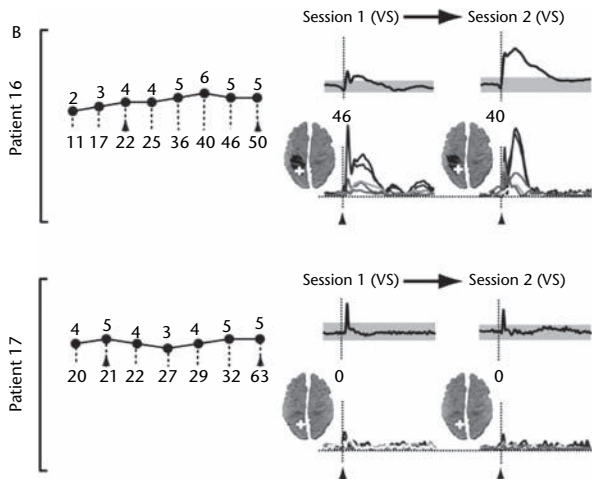 B
Patient 16
2 3 4 4 5 6 5 5
11 17 22 25 36 40 46 50
Session 1 (VS) Session 2 (VS)
46 40
Patient 17
4 5 4 3 4 5 5
20 21 22 27 29 32 63
Session 1 (VS) Session 2 (VS)
0 0